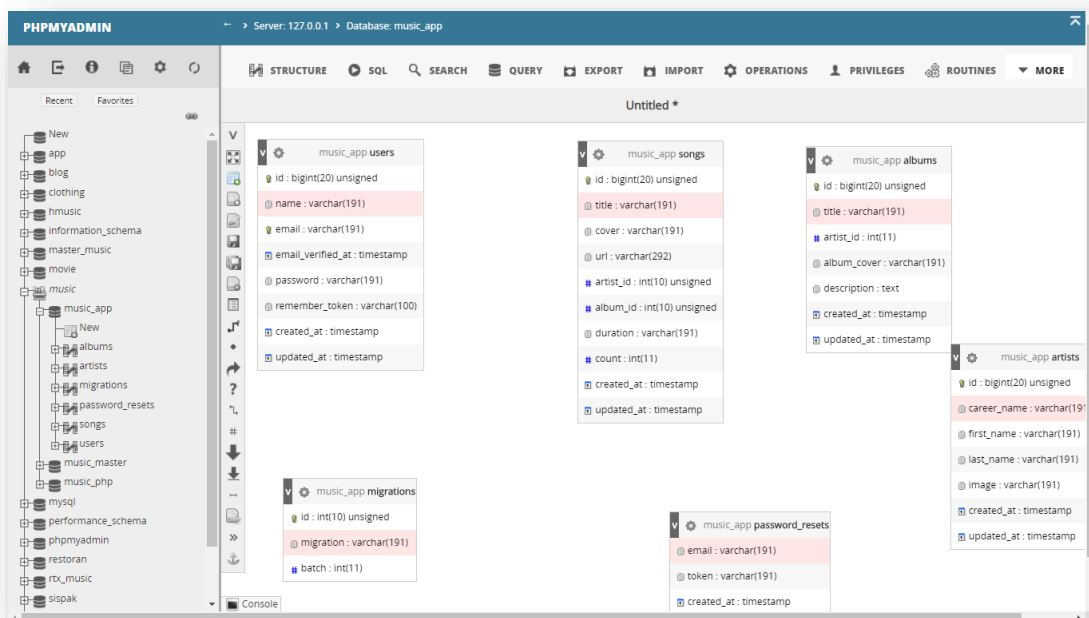 PHPMYADMIN
← > Server: 127.0.0.1 > Database: music_app
STRUCTURE SQL SEARCH QUERY EXPORT IMPORT OPERATIONS PRIVILEGES ROUTINES ▼ MORE
Recent Favorites
Untitled *
New
app
blog
clothing
hmusic
information_schema
master_music
movie
music
music_app
New
albums
artists
migrations
password_resets
songs
users
music_master
music_php
mysql
performance_schema
phpmyadmin
restoran
rtx_music
sispak
V
?
#
»
v music_app users
id : bigint(20) unsigned
name : varchar(191)
email : varchar(191)
email_verified_at : timestamp
password : varchar(191)
remember_token : varchar(100)
created_at : timestamp
updated_at : timestamp
v music_app songs
id : bigint(20) unsigned
title : varchar(191)
cover : varchar(191)
url : varchar(292)
# artist_id : int(10) unsigned
# album_id : int(10) unsigned
duration : varchar(191)
# count : int(11)
created_at : timestamp
updated_at : timestamp
v music_app albums
id : bigint(20) unsigned
title : varchar(191)
# artist_id : int(11)
album_cover : varchar(191)
description : text
created_at : timestamp
updated_at : timestamp
v music_app artists
id : bigint(20) unsigned
career_name : varchar(191
first_name : varchar(191)
last_name : varchar(191)
image : varchar(191)
created_at : timestamp
updated_at : timestamp
v music_app migrations
id : int(10) unsigned
migration : varchar(191)
# batch : int(11)
v music_app password_resets
email : varchar(191)
token : varchar(191)
created_at : timestamp
Console